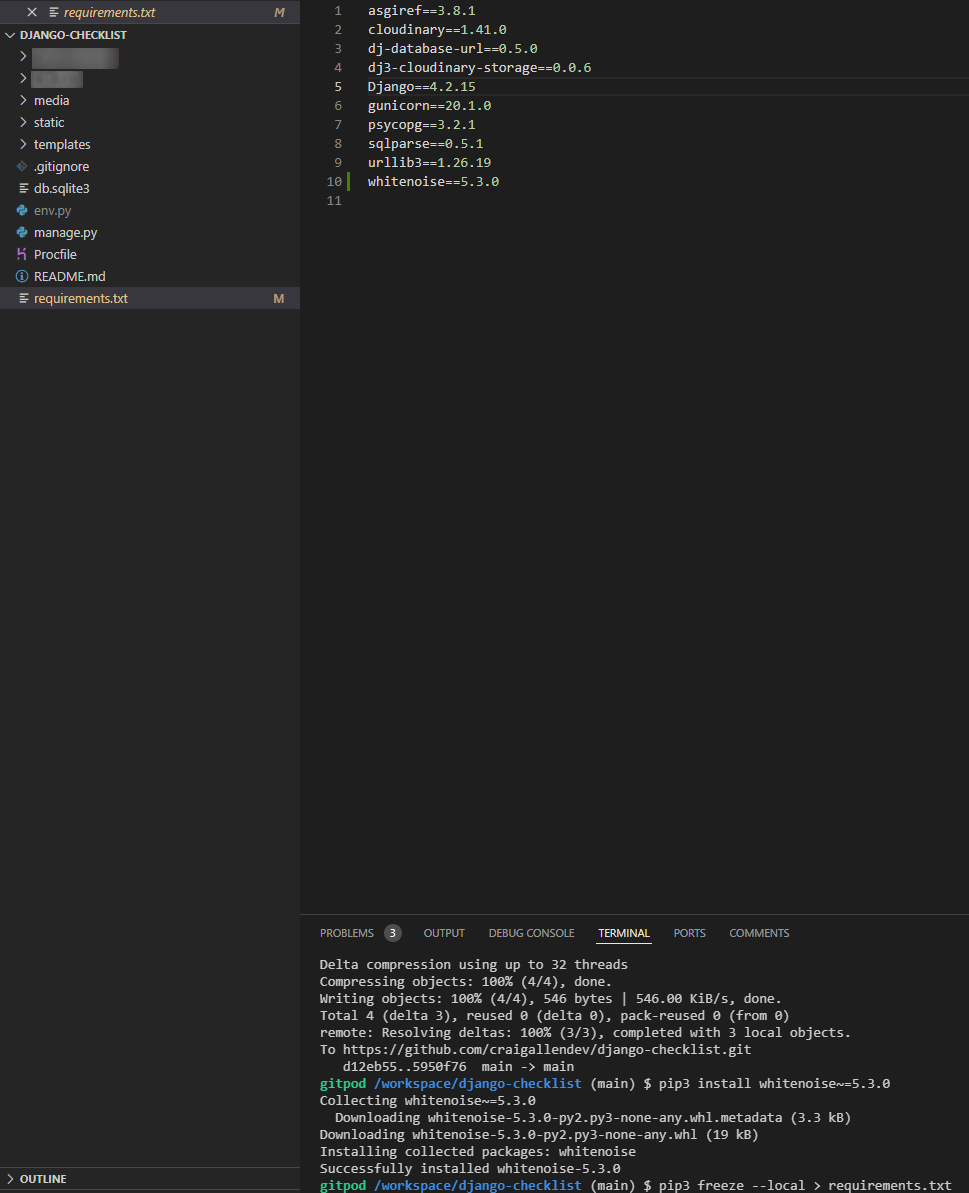 requirements.txt M
DJANGO-CHECKLIST
media
static
templates
.gitignore
db.sqlite3
env.py
manage.py
Procfile
README.md
requirements.txt M
OUTLINE
1 asgiref==3.8.1
2 cloudinary==1.41.0
3 dj-database-url==0.5.0
4 dj3-cloudinary-storage==0.0.6
5 Django==4.2.15
6 gunicorn==20.1.0
7 psycopg==3.2.1
8 sqlparse==0.5.1
9 urllib3==1.26.19
10 whitenoise==5.3.0
11
PROBLEMS 3 OUTPUT DEBUG CONSOLE TERMINAL PORTS COMMENTS
Delta compression using up to 32 threads
Compressing objects: 100% (4/4), done.
Writing objects: 100% (4/4), 546 bytes | 546.00 KiB/s, done.
Total 4 (delta 3), reused 0 (delta 0), pack-reused 0 (from 0)
remote: Resolving deltas: 100% (3/3), completed with 3 local objects.
To https://github.com/craigallendev/django-checklist.git
d12eb55..5950f76 main -> main
gitpod /workspace/django-checklist (main) $ pip3 install whitenoise~=5.3.0
Collecting whitenoise~=5.3.0
Downloading whitenoise-5.3.0-py2.py3-none-any.whl.metadata (3.3 kB)
Downloading whitenoise-5.3.0-py2.py3-none-any.whl (19 kB)
Installing collected packages: whitenoise
Successfully installed whitenoise-5.3.0
gitpod /workspace/django-checklist (main) $ pip3 freeze --local > requirements.txt